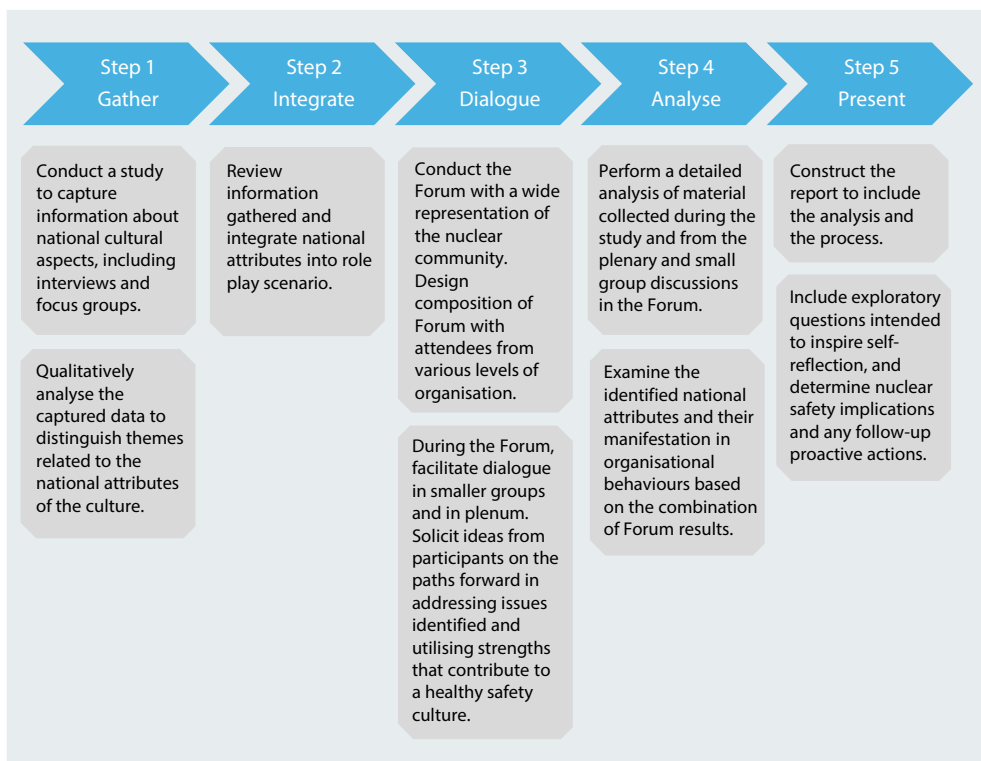 Step 1
Gather
Step 2
Integrate
Step 3
Dialogue
Step 4
Analyse
Step 5
Present
Conduct a study
to capture
information about
national cultural
aspects, including
interviews and
focus groups.
Qualitatively
analyse the
captured data to
distinguish themes
related to the
national attributes
of the culture.
Review
information
gathered and
integrate national
attributes into role
play scenario.
Conduct the
Forum with a wide
representation of
the nuclear
community.
Design
composition of
Forum with
attendees from
various levels of
organisation.
During the Forum,
facilitate dialogue
in smaller groups
and in plenum.
Solicit ideas from
participants on the
paths forward in
addressing issues
identified and
utilising strengths
that contribute to
a healthy safety
culture.
Perform a detailed
analysis of material
collected during the
study and from the
plenary and small
group discussions
in the Forum.
Examine the
identified national
attributes and their
manifestation in
organisational
behaviours based
on the combination
of Forum results.
Construct the
report to include
the analysis and
the process.
Include exploratory
questions intended
to inspire self-
reflection, and
determine nuclear
safety implications
and any follow-up
proactive actions.